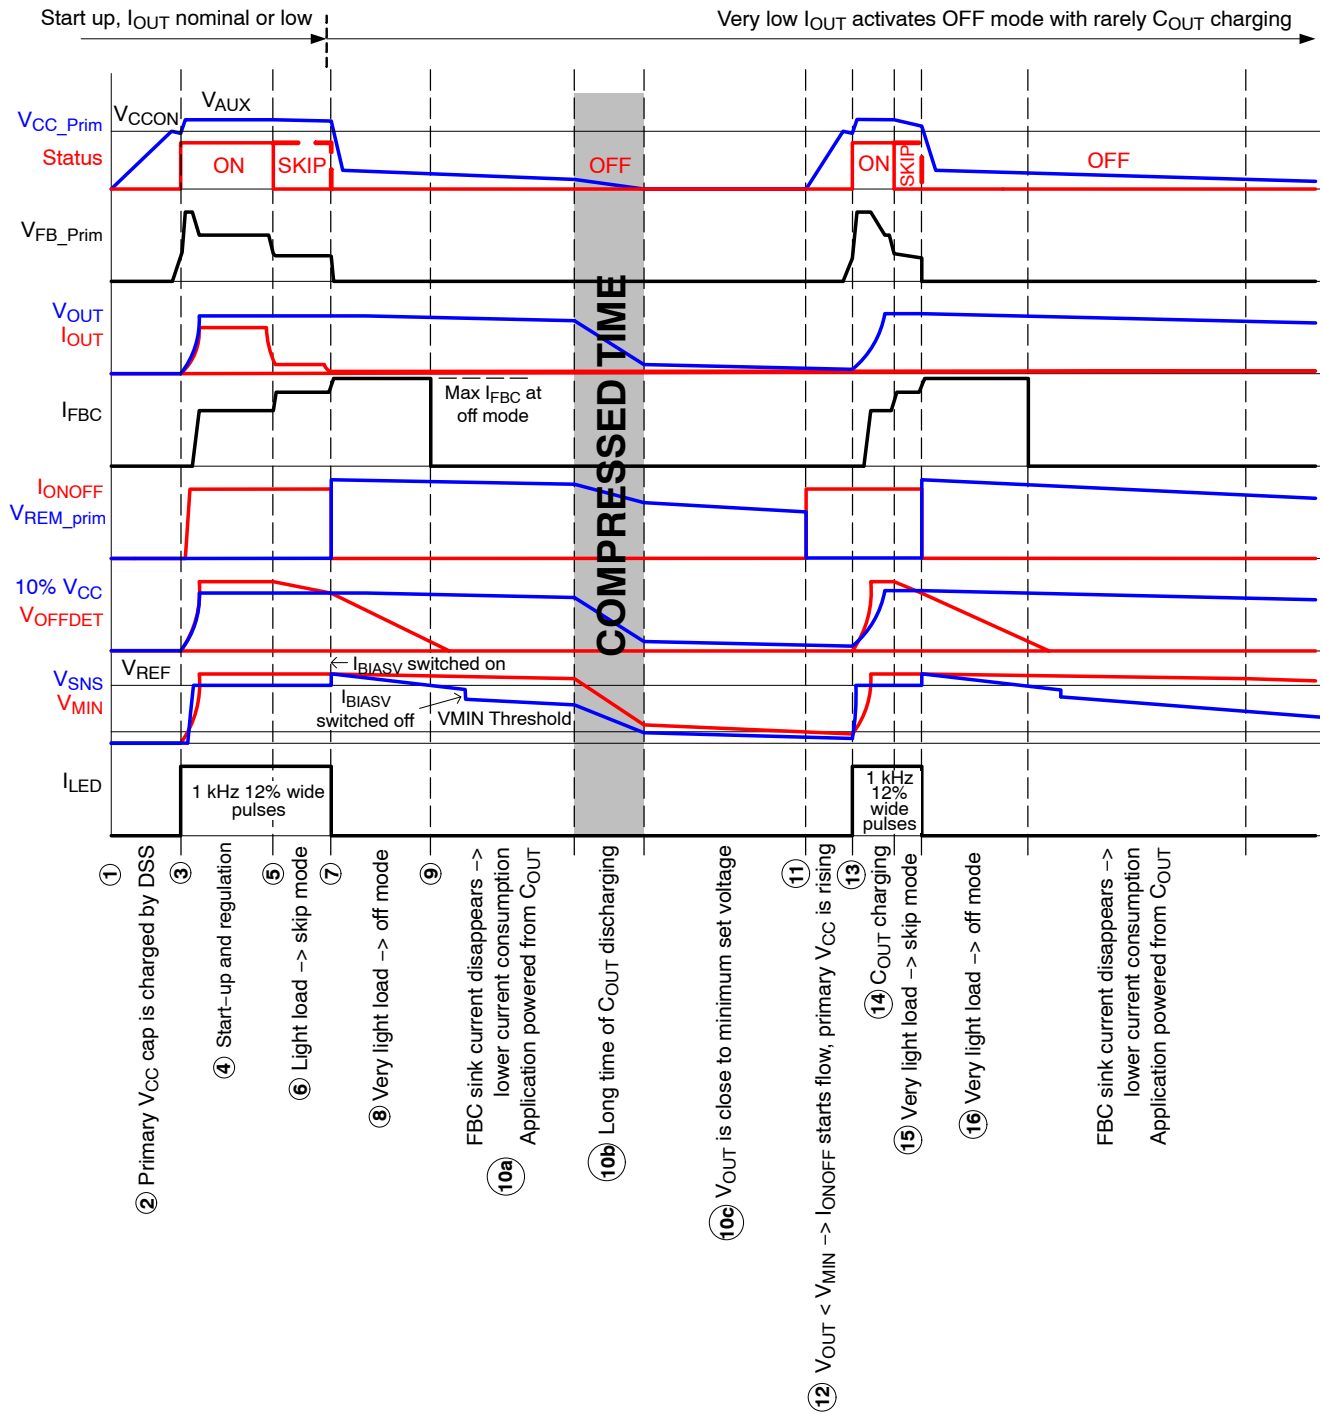 Start up, IOUT nominal or low
Very low IOUT activates OFF mode with rarely COUT charging
VCC_Prim
VCCON
VAUX
Status
ON
SKIP
OFF
ON
SKIP
OFF
VFB_Prim
VOUT
IOUT
IFBC
Max IFBC at
off mode
COMPRESSED TIME
IONOFF
VREM_prim
10% VCC
VOFFDET
VREF
VSNS
VMIN
← IBIASV switched on
IBIASV
switched off
VMIN Threshold
ILED
1 kHz 12% wide
pulses
1 kHz
12%
wide
pulses
1
3
5
7
9
11
13
2 Primary VCC cap is charged by DSS
4 Start−up and regulation
6 Light load −> skip mode
8 Very light load −> off mode
FBC sink current disappears −>
lower current consumption
Application powered from COUT
10a
10b Long time of COUT discharging
10c VOUT is close to minimum set voltage
12 VOUT < VMIN −> IONOFF starts flow, primary VCC is rising
14 COUT charging
15 Very light load −> skip mode
16 Very light load −> off mode
FBC sink current disappears −>
lower current consumption
Application powered from COUT